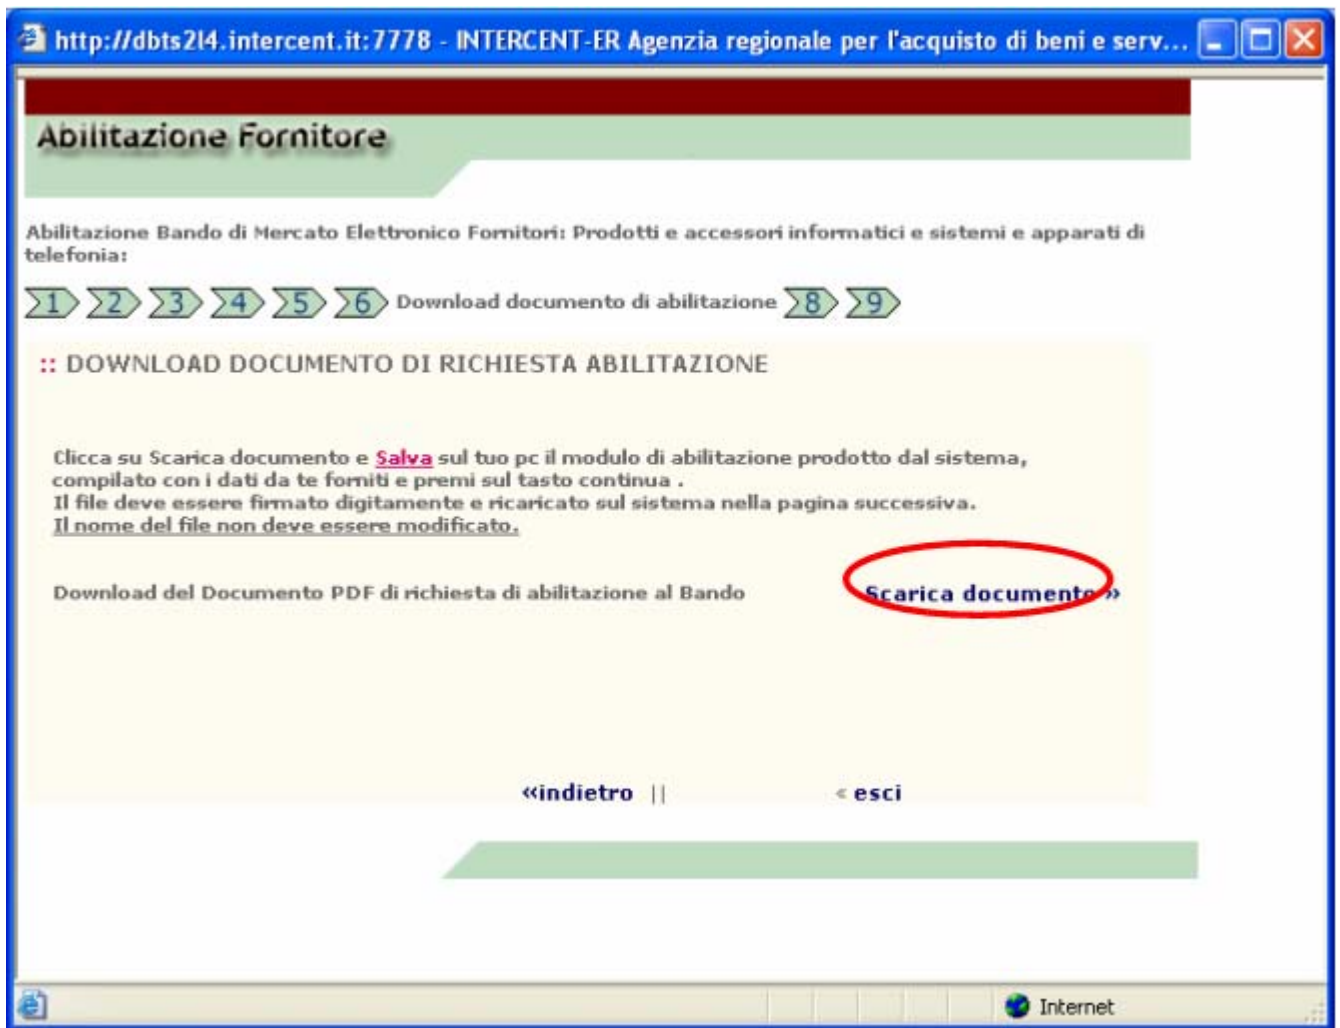 http://dbts2l4.intercent.it:7778 - INTERCENT-ER Agenzia regionale per l'acquisto di beni e serv...
Abilitazione Fornitore
Abilitazione Bando di Mercato Elettronico Fornitori: Prodotti e accessori informatici e sistemi e apparati di
telefonia:
1 2 3 4 5 6 Download documento di abilitazione 8 9
:: DOWNLOAD DOCUMENTO DI RICHIESTA ABILITAZIONE
Clicca su Scarica documento e Salva sul tuo pc il modulo di abilitazione prodotto dal sistema,
compilato con i dati da te forniti e premi sul tasto continua .
Il file deve essere firmato digitamente e ricaricato sul sistema nella pagina successiva.
Il nome del file non deve essere modificato.
Download del Documento PDF di richiesta di abilitazione al Bando Scarica documento »
«indietro || « esci
Internet